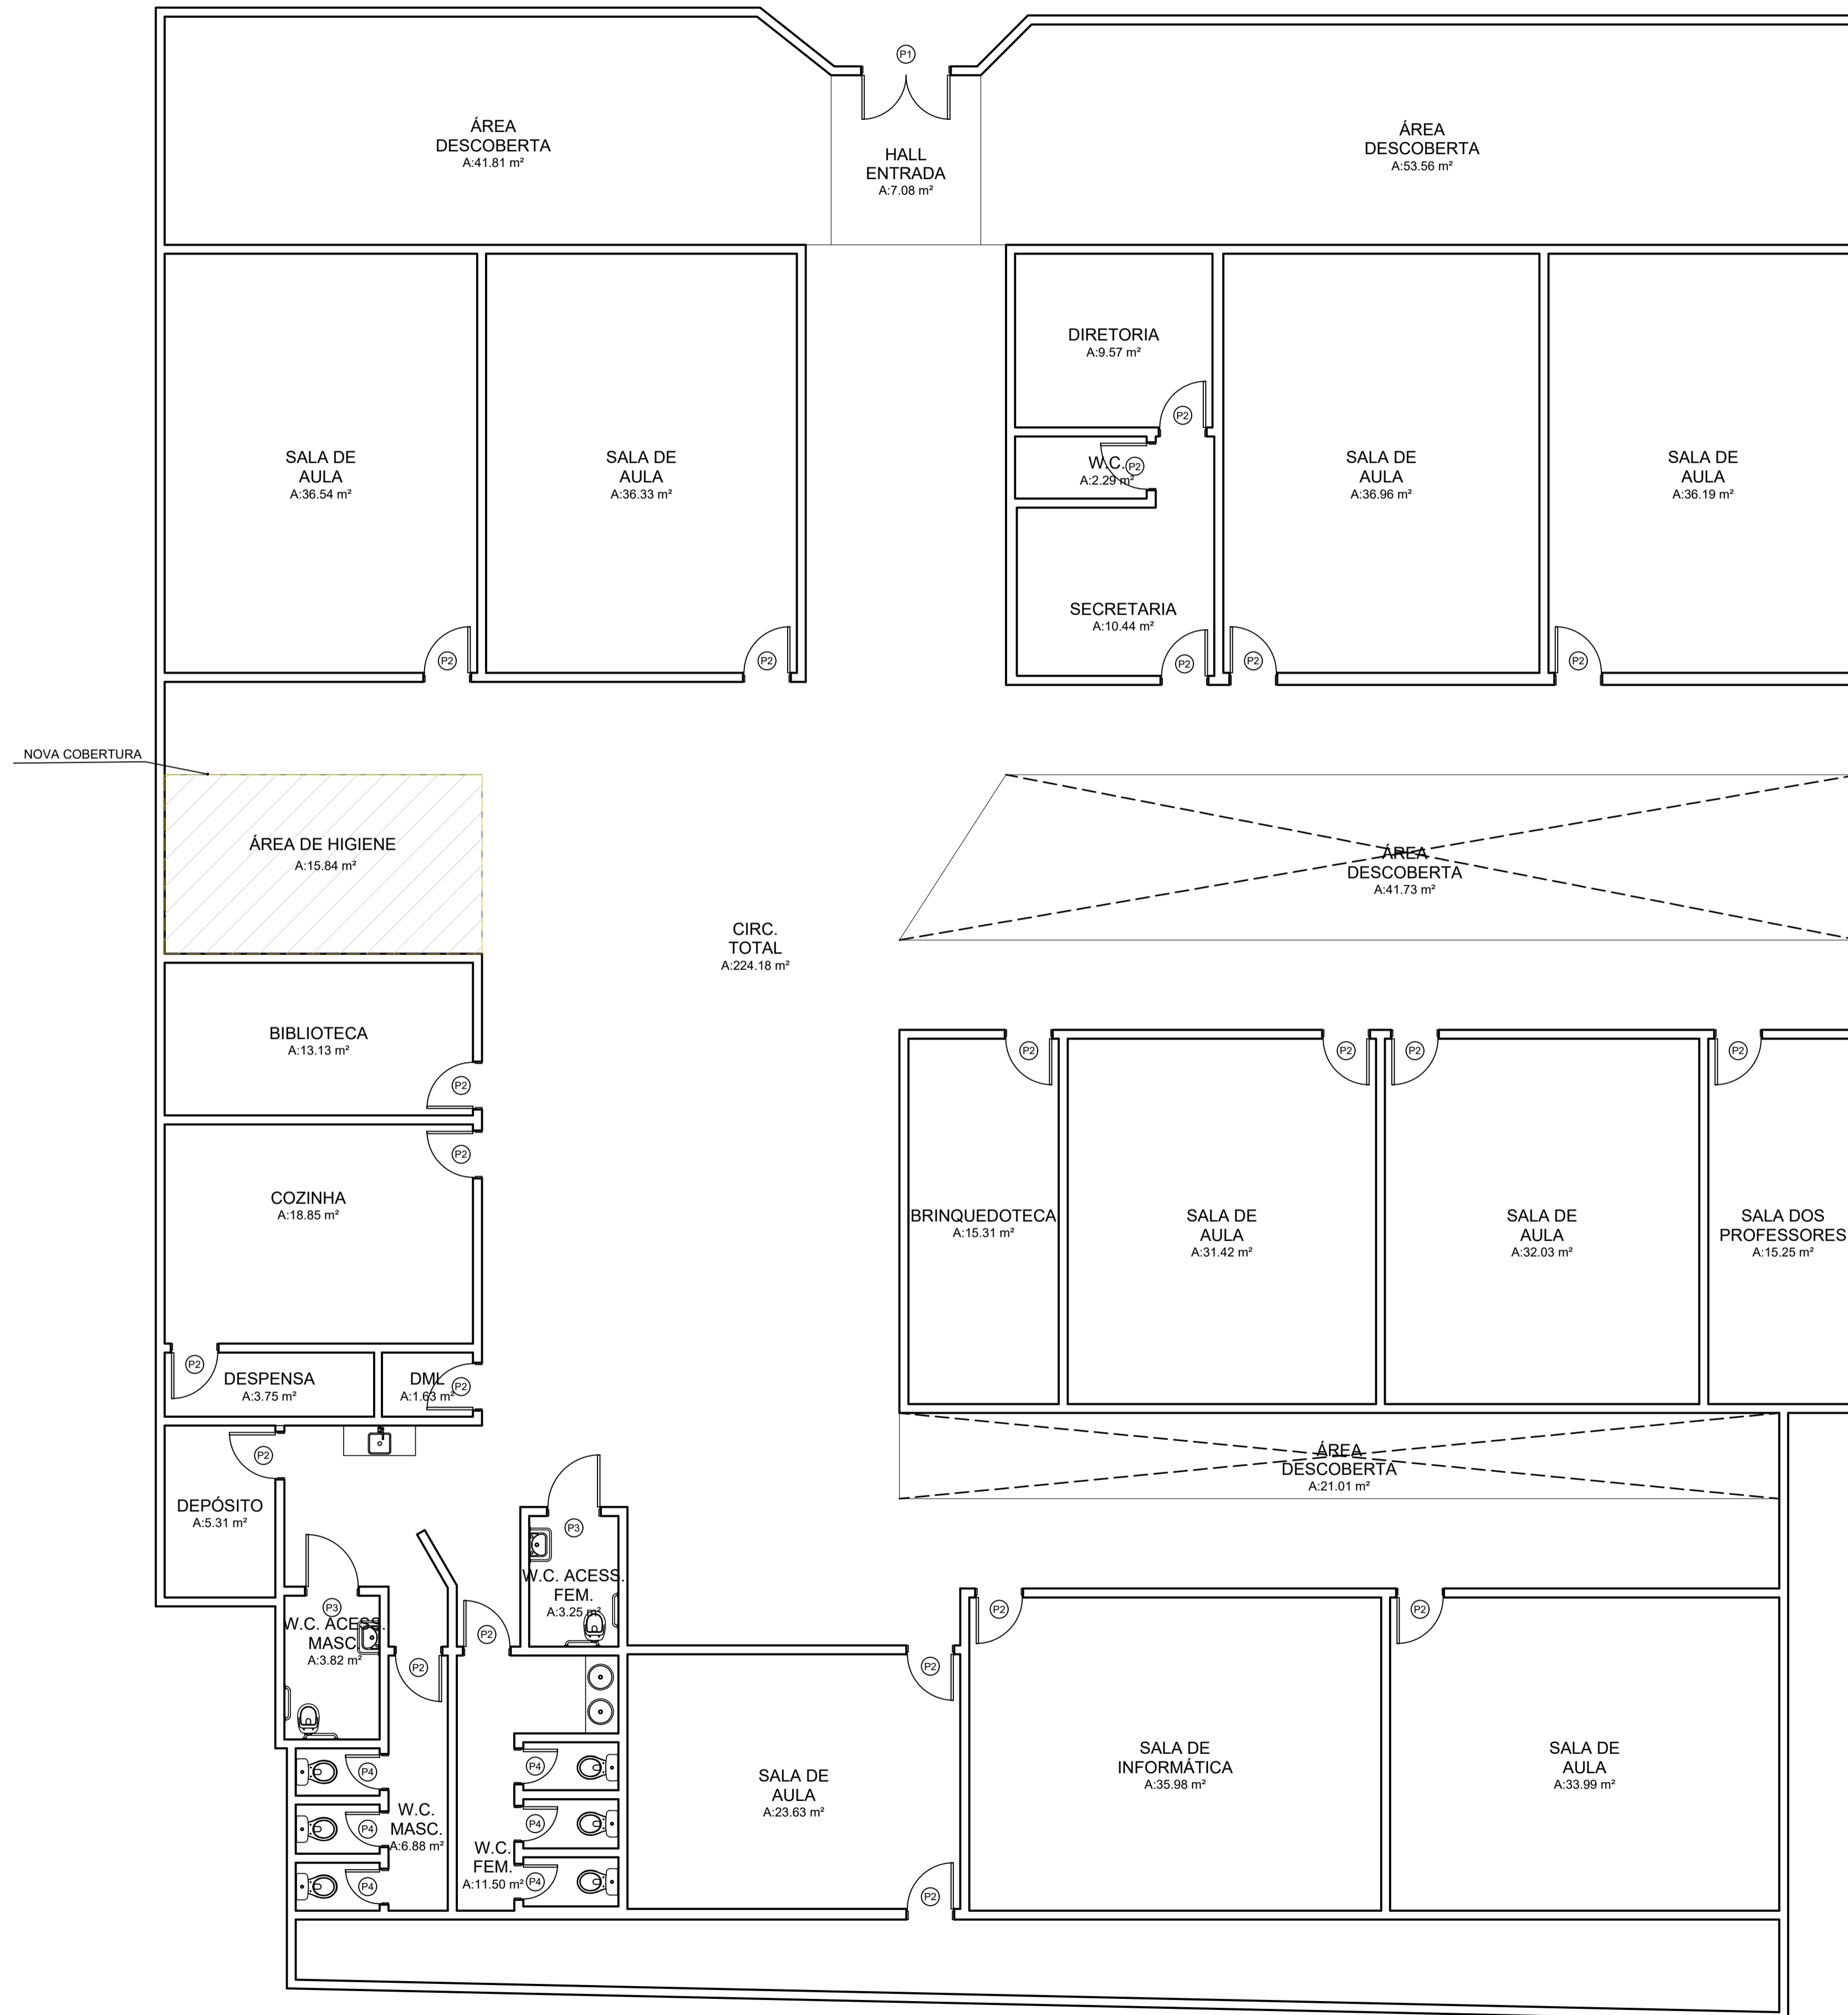 P1
ÁREA
DESCOBERTA
A:41.81 m²
HALL
ENTRADA
A:7.08 m²
ÁREA
DESCOBERTA
A:53.56 m²
DIRETORIA
A:9.57 m²
P2
SALA DE
AULA
A:36.54 m²
SALA DE
AULA
A:36.33 m²
W.C.
P2
A:2.29 m²
SALA DE
AULA
A:36.96 m²
SALA DE
AULA
A:36.19 m²
SECRETARIA
A:10.44 m²
P2
P2
P2
P2
P2
NOVA COBERTURA
ÁREA DE HIGIENE
A:15.84 m²
ÁREA
DESCOBERTA
A:41.73 m²
CIRC.
TOTAL
A:224.18 m²
BIBLIOTECA
A:13.13 m²
P2
P2
P2
P2
P2
P2
COZINHA
A:18.85 m²
BRINQUEDOTECA
A:15.31 m²
SALA DE
AULA
A:31.42 m²
SALA DE
AULA
A:32.03 m²
SALA DOS
PROFESSORES
A:15.25 m²
P2
DESPENSA
A:3.75 m²
DML
A:1.63 m²
P2
P2
ÁREA
DESCOBERTA
A:21.01 m²
DEPÓSITO
A:5.31 m²
P3
W.C. ACESS.
FEM.
A:3.25 m²
P3
W.C. ACESS.
MASC.
A:3.82 m²
P2
P2
P2
P2
P2
SALA DE
INFORMÁTICA
A:35.98 m²
SALA DE
AULA
A:33.99 m²
SALA DE
AULA
A:23.63 m²
P4
P4
P4
W.C.
MASC.
A:6.88 m²
W.C.
FEM.
A:11.50 m²
P4
P4
P4
P2